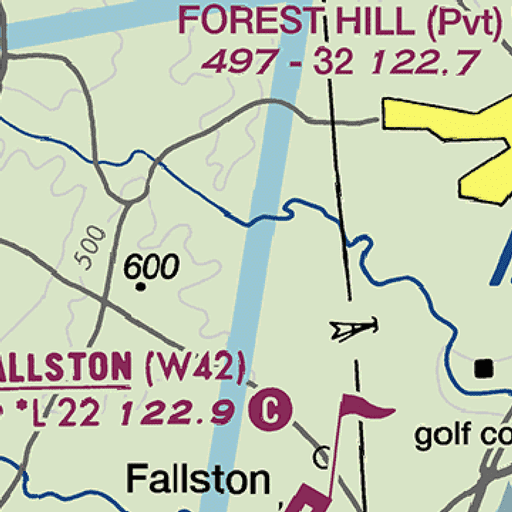 FOREST HILL (Pvt)
497 - 32 122.7
500
600
ALLSTON (W42)
*L 22 122.9 C
golf co
Fallston